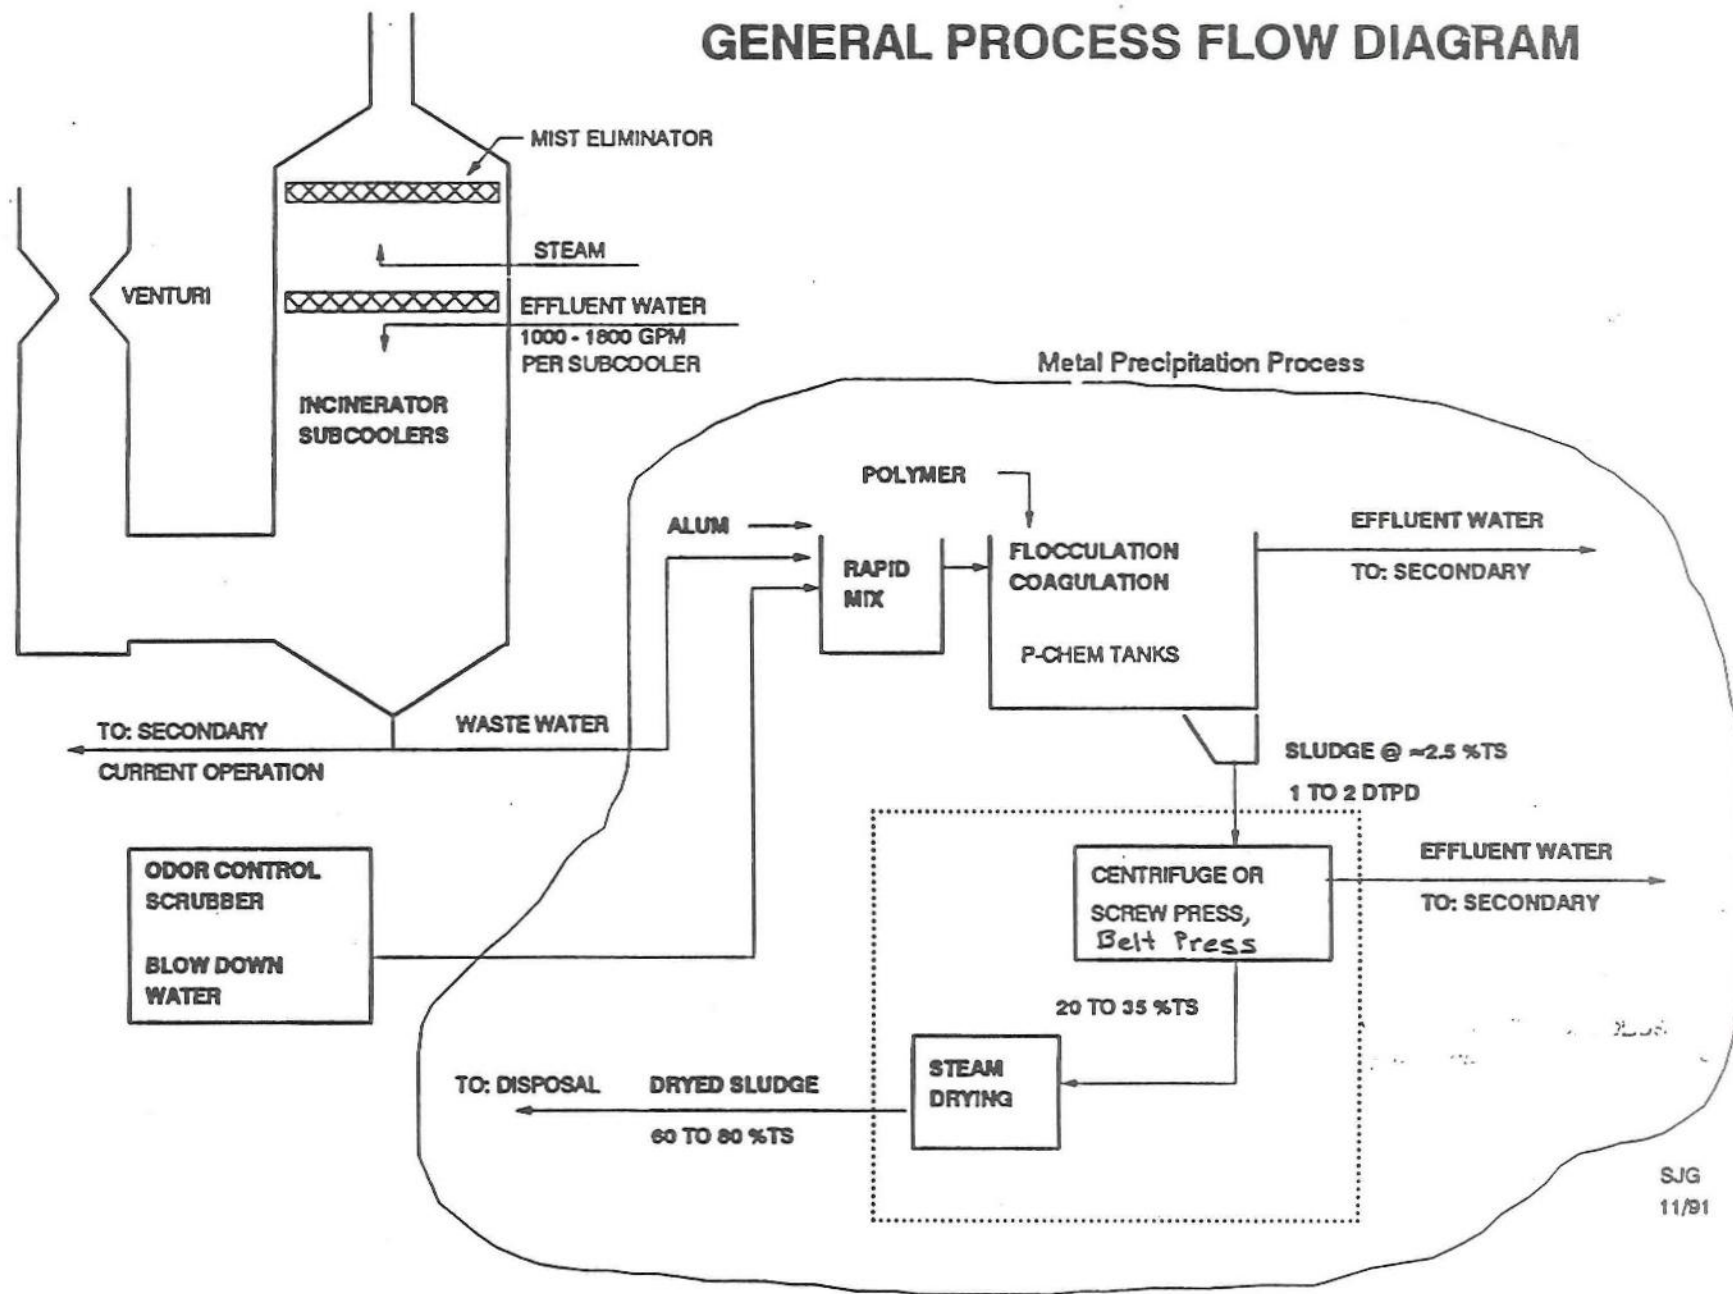 GENERAL PROCESS FLOW DIAGRAM
MIST ELIMINATOR
STEAM
VENTURI
EFFLUENT WATER
1000 - 1800 GPM
PER SUBCOOLER
INCINERATOR
SUBCOOLERS
Metal Precipitation Process
POLYMER
ALUM
RAPID
MIX
FLOCCULATION
COAGULATION
P-CHEM TANKS
EFFLUENT WATER
TO: SECONDARY
TO: SECONDARY
CURRENT OPERATION
WASTE WATER
SLUDGE @ ≈2.5 %TS
1 TO 2 DTPD
ODOR CONTROL
SCRUBBER
BLOW DOWN
WATER
CENTRIFUGE OR
SCREW PRESS,
Belt Press
EFFLUENT WATER
TO: SECONDARY
20 TO 35 %TS
STEAM
DRYING
TO: DISPOSAL
DRYED SLUDGE
60 TO 80 %TS
SJG
11/91